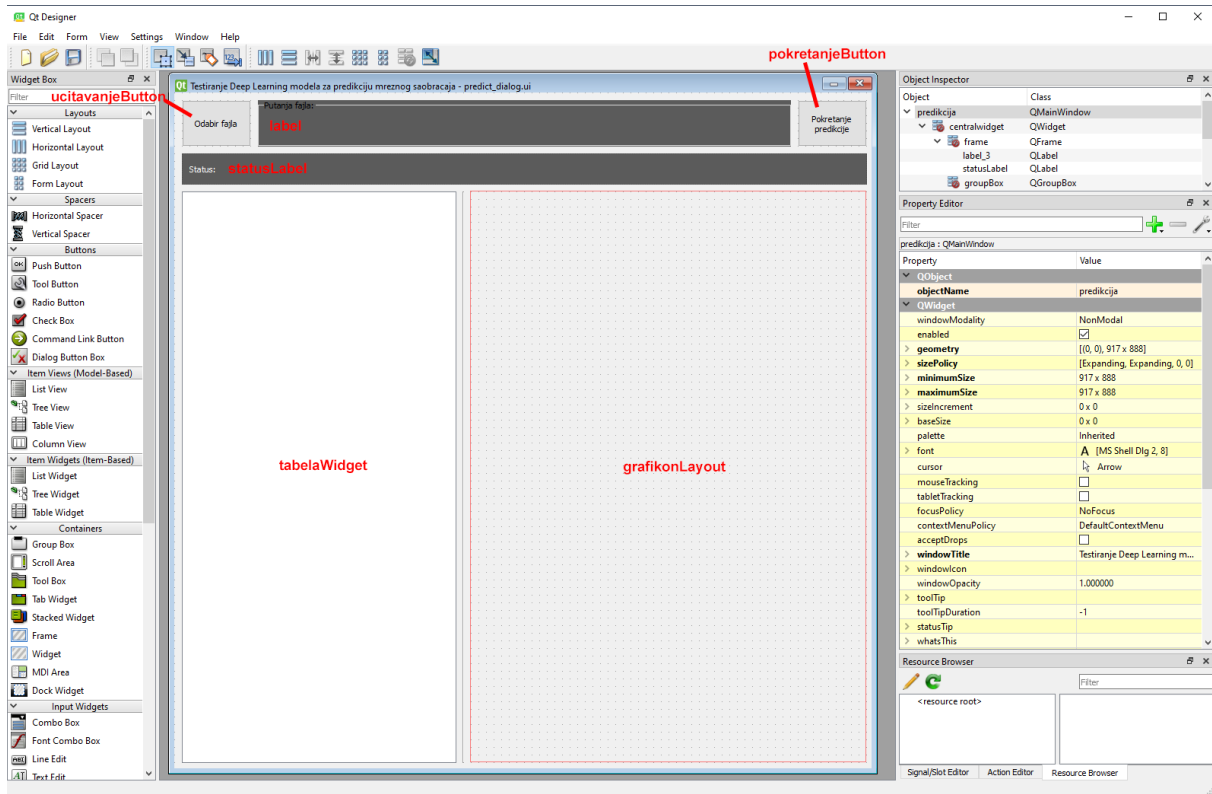 Qt Designer
File Edit Form View Settings Window Help
pokretanjeButton
Widget Box
Filter
ucitavanjeButton
Layouts
Vertical Layout
Horizontal Layout
Grid Layout
Form Layout
Spacers
Horizontal Spacer
Vertical Spacer
Buttons
Push Button
Tool Button
Radio Button
Check Box
Command Link Button
Dialog Button Box
Item Views (Model-Based)
List View
Tree View
Table View
Column View
Item Widgets (Item-Based)
List Widget
Tree Widget
Table Widget
Containers
Group Box
Scroll Area
Tool Box
Tab Widget
Stacked Widget
Frame
Widget
MDI Area
Dock Widget
Input Widgets
Combo Box
Font Combo Box
Line Edit
Text Edit
Testiranje Deep Learning modela za predikciju mreznog saobracaja - predict_dialog.ui
Odabir fajla
Putanja fajla:
label
Pokretanje
predikcije
Status: statusLabel
tabelaWidget
grafikonLayout
Object Inspector
Object Class
predikcija QMainWindow
centralwidget QWidget
frame QFrame
label_3 QLabel
statusLabel QLabel
groupBox QGroupBox
Property Editor
Filter
predikcija : QMainWindow
Property Value
QObject
objectName predikcija
QWidget
windowModality NonModal
enabled
geometry [(0, 0), 917 x 888]
sizePolicy [Expanding, Expanding, 0, 0]
minimumSize 917 x 888
maximumSize 917 x 888
sizeIncrement 0 x 0
baseSize 0 x 0
palette Inherited
font A [MS Shell Dlg 2, 8]
cursor Arrow
mouseTracking
tabletTracking
focusPolicy NoFocus
contextMenuPolicy DefaultContextMenu
acceptDrops
windowTitle Testiranje Deep Learning m...
windowIcon
windowOpacity 1.000000
toolTip
toolTipDuration -1
statusTip
whatsThis
Resource Browser
Filter
<resource root>
Signal/Slot Editor Action Editor Resource Browser